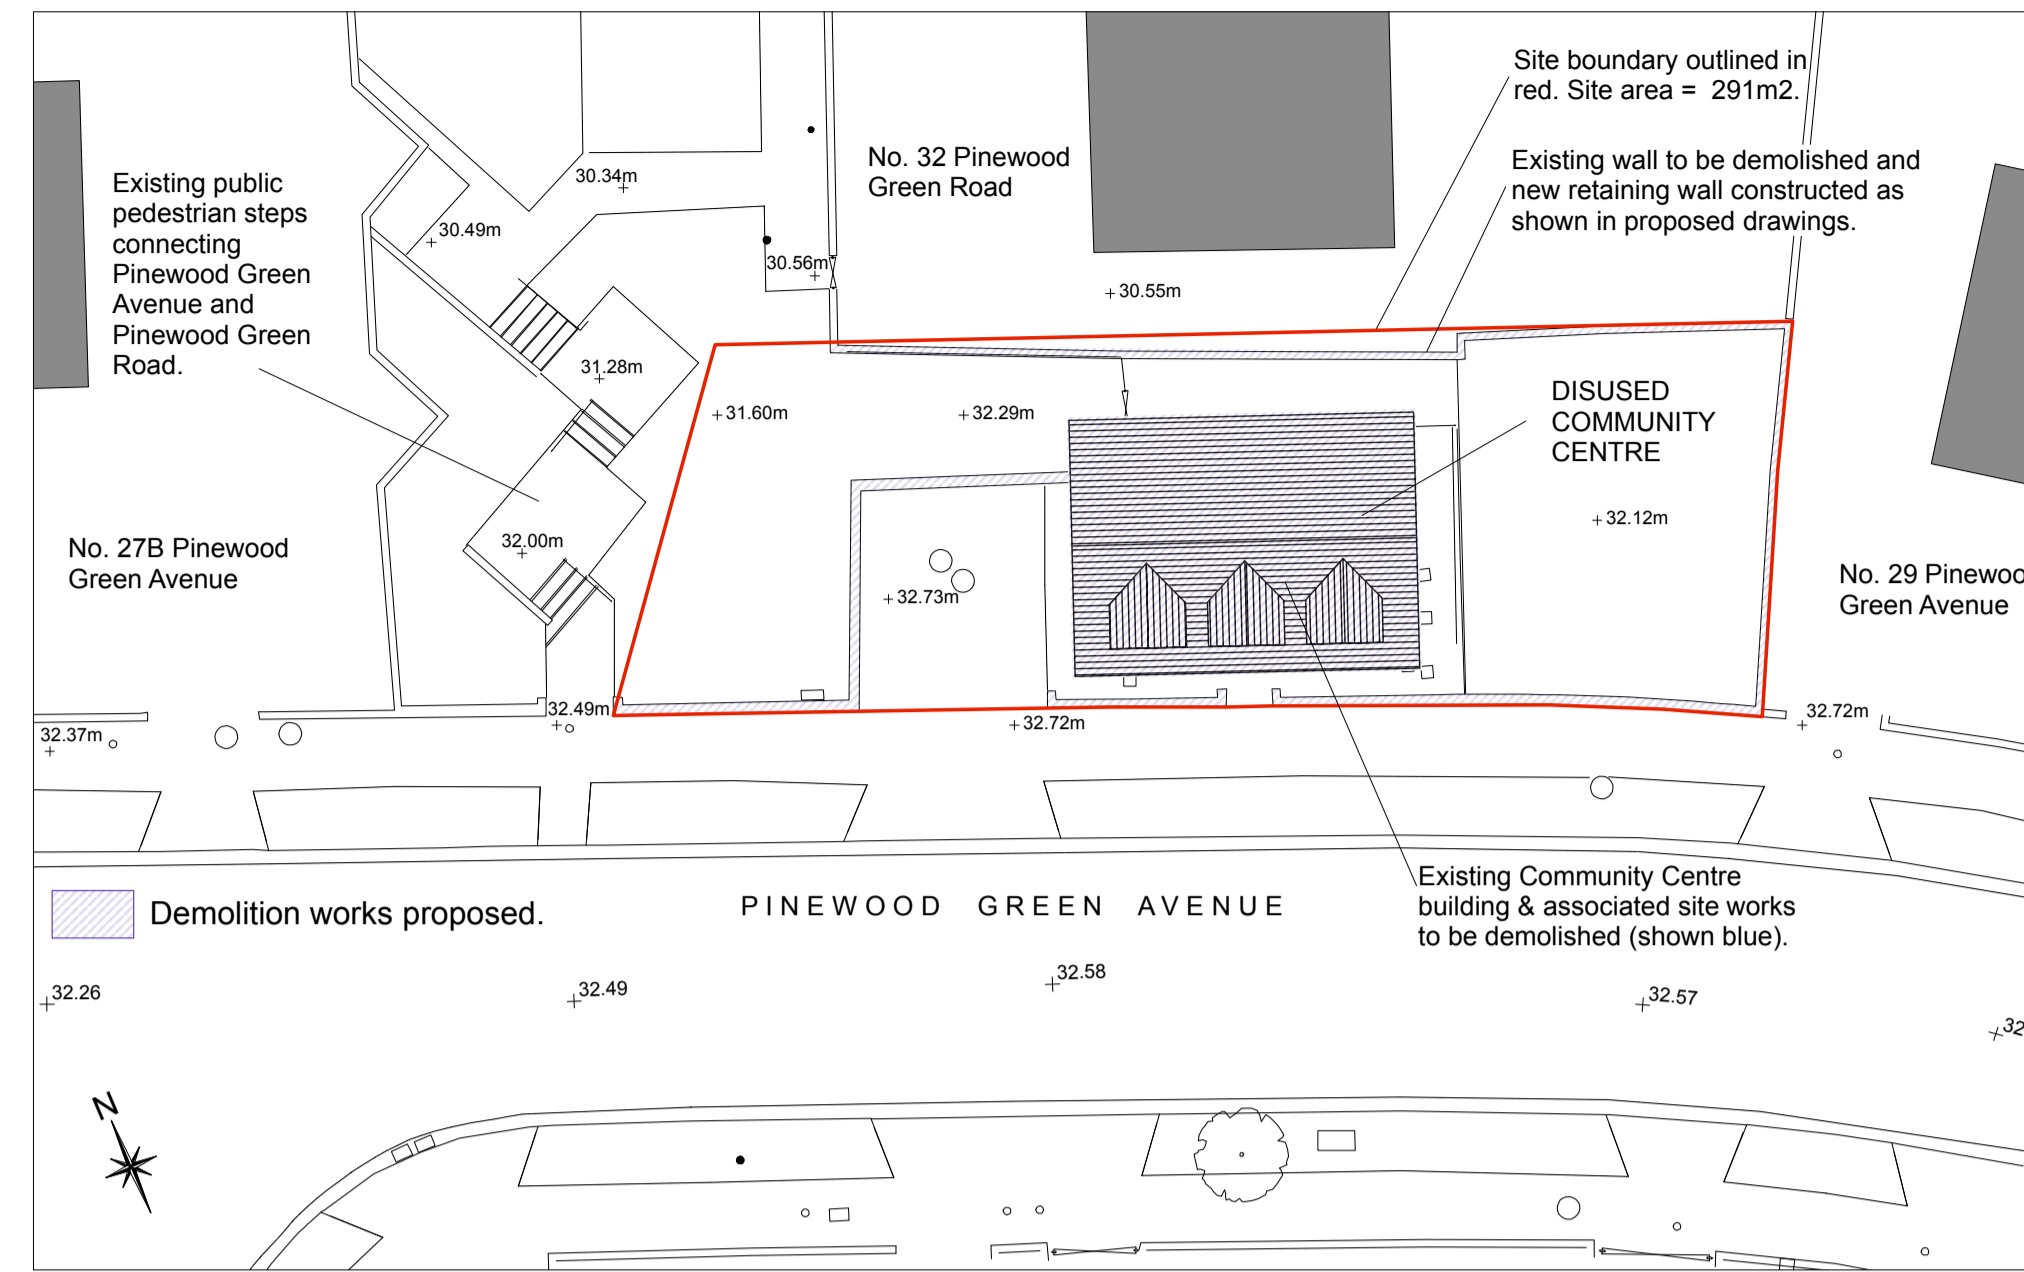 Site boundary outlined in
red. Site area = 291m2.
No. 32 Pinewood
Green Road
Existing wall to be demolished and
new retaining wall constructed as
shown in proposed drawings.
Existing public
pedestrian steps
connecting
Pinewood Green
Avenue and
Pinewood Green
Road.
30.34m
30.49m
30.56m
30.55m
31.28m
31.60m
32.29m
DISUSED
COMMUNITY
CENTRE
32.12m
32.00m
No. 27B Pinewood
Green Avenue
32.73m
No. 29 Pinewoo
Green Avenue
32.49m
32.37m
32.72m
32.72m
Existing Community Centre
building & associated site works
to be demolished (shown blue).
Demolition works proposed.
PINEWOOD GREEN AVENUE
32.26
32.49
32.58
32.57
32
N